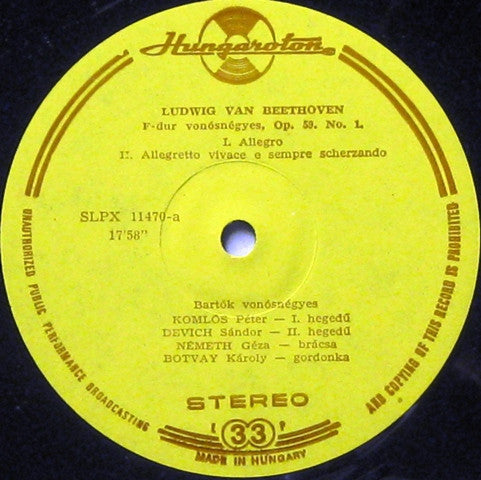 Hungaroton®
LUDWIG VAN BEETHOVEN
F-dur vonósnégyes, Op. 59. No. 1.
I. Allegro
II. Allegretto vivace e sempre scherzando
SLPX 11470-a
17'58"
Bartók vonósnégyes
KOMLÓS Péter — I. hegedű
DEVICH Sándor — II. hegedű
NÉMETH Géza — brácsa
BOTVAY Károly — gordonka
STEREO
L 33 P
MADE IN HUNGARY
UNAUTHORIZED PUBLIC PERFORMANCE BROADCASTING
AND COPYING OF THIS RECORD IS PROHIBITED